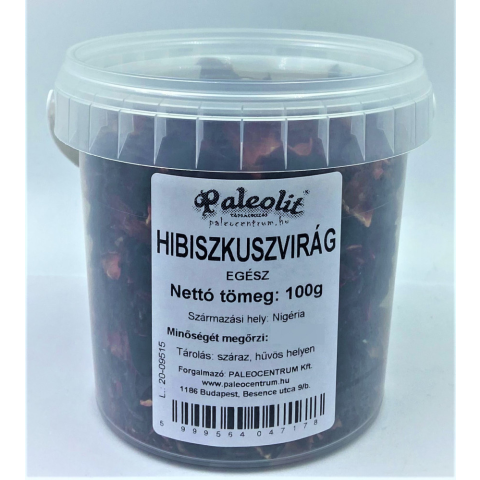 Paleolit®
paleocentrum.hu
HIBISZKUSZVIRÁG
EGÉSZ
Nettó tömeg: 100g
Származási hely: Nigéria
Minőségét megőrzi:
Tárolás: száraz, hűvös helyen
Forgalmazó: PALEOCENTRUM Kft.
www.paleocentrum.hu
1186 Budapest, Besence utca 9/b.
L.: 20-09515
5 999564 047178